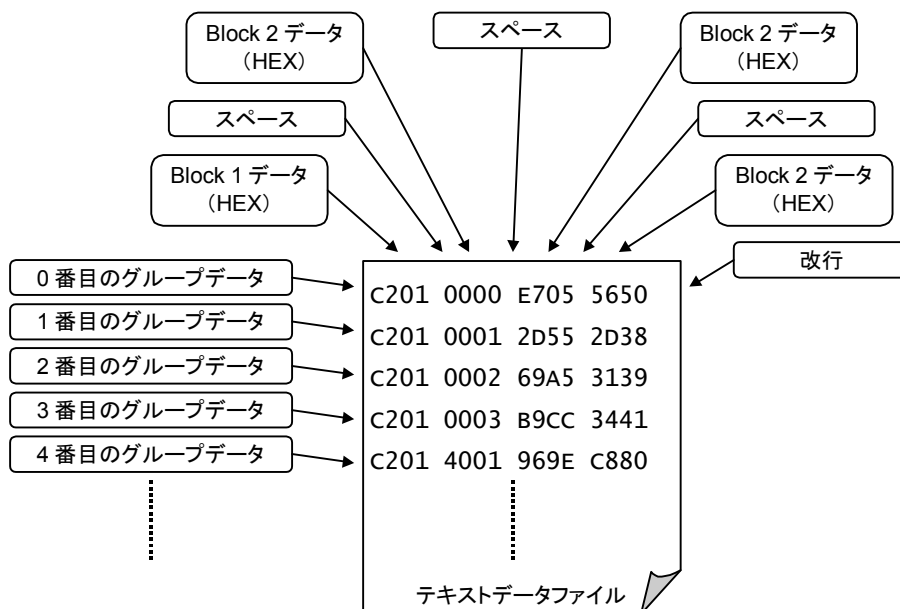 Block 2 データ
（HEX）
スペース
Block 2 データ
（HEX）
スペース
スペース
Block 1 データ
（HEX）
Block 2 データ
（HEX）
改行
0 番目のグループデータ
1 番目のグループデータ
2 番目のグループデータ
3 番目のグループデータ
4 番目のグループデータ
C201 0000 E705 5650
C201 0001 2D55 2D38
C201 0002 69A5 3139
C201 0003 B9CC 3441
C201 4001 969E C880
テキストデータファイル